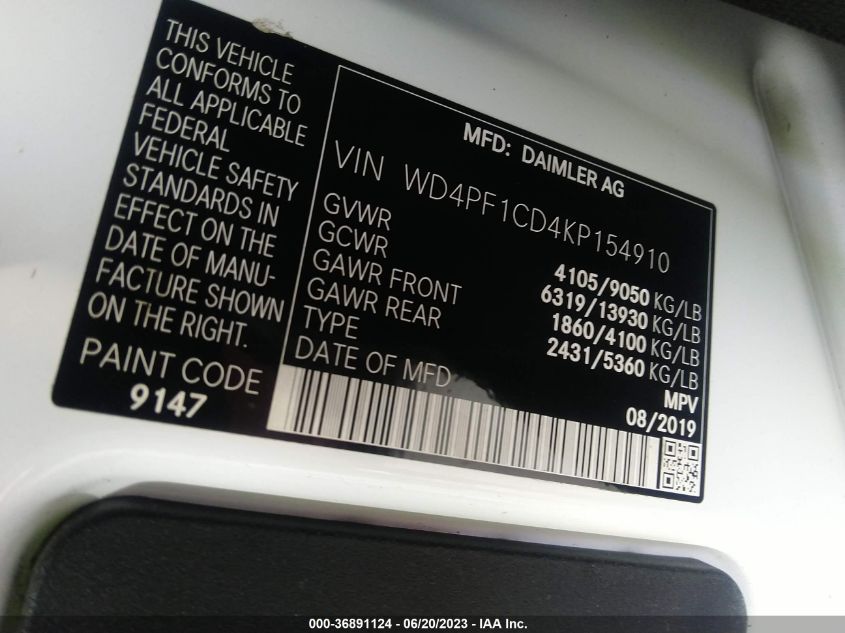 THIS VEHICLE
CONFORMS TO
ALL APPLICABLE
FEDERAL
VEHICLE SAFETY
STANDARDS IN
EFFECT ON THE
DATE OF MANU-
FACTURE SHOWN
ON THE RIGHT.
PAINT CODE
9147
MFD: DAIMLER AG
VIN WD4PF1CD4KP154910
GVWR 4105/9050 KG/LB
GCWR 6319/13930 KG/LB
GAWR FRONT 1860/4100 KG/LB
GAWR REAR 2431/5360 KG/LB
TYPE MPV
DATE OF MFD 08/2019
000-36891124 - 06/20/2023 - IAA Inc.